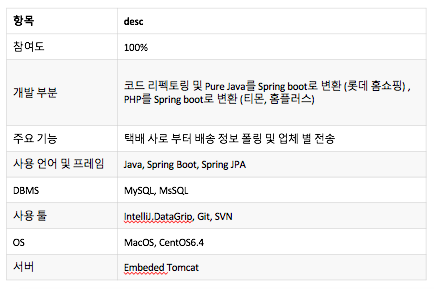 항목 desc
참여도 100%
개발 부분 코드 리펙토링 및 Pure Java를 Spring boot로 변환 (롯데 홈쇼핑) ,
PHP를 Spring boot로 변환 (티몬, 홈플러스)
주요 기능 택배 사로 부터 배송 정보 폴링 및 업체 별 전송
사용 언어 및 프레임 Java, Spring Boot, Spring JPA
DBMS MySQL, MsSQL
사용 툴 IntelliJ,DataGrip, Git, SVN
OS MacOS, CentOS6.4
서버 Embeded Tomcat